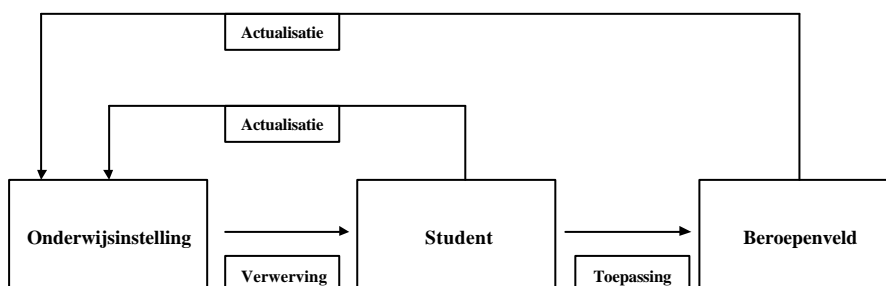 Actualisatie
Actualisatie
Onderwijsinstelling
Student
Beroepenveld
Verwerving
Toepassing